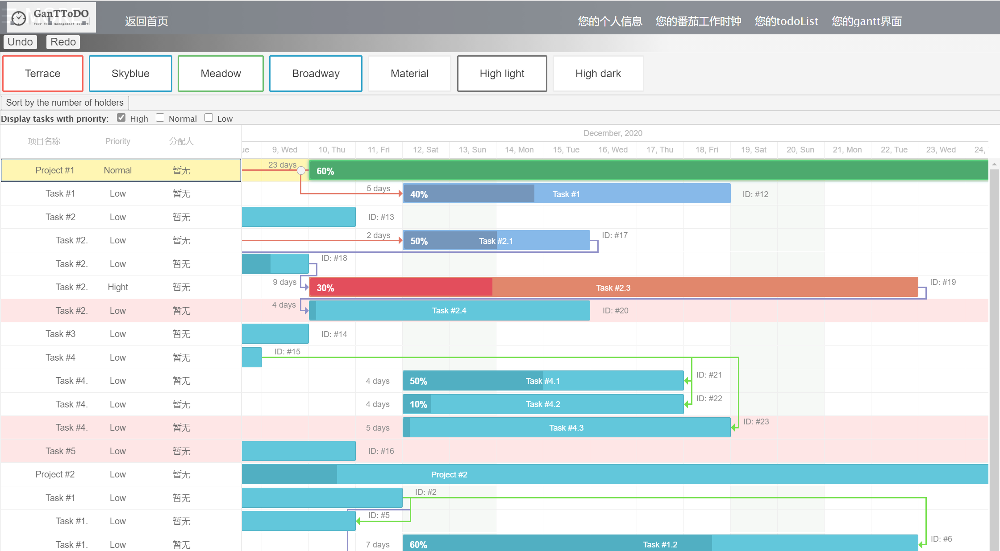 GanTToDO
Your time management expert
返回首页
您的个人信息 您的番茄工作时钟 您的todoList 您的gantt界面
Undo Redo
Terrace Skyblue Meadow Broadway Material High light High dark
Sort by the number of holders
Display tasks with priority: High Normal Low
December, 2020
项目名称 Priority 分配人
ue 9, Wed 10, Thu 11, Fri 12, Sat 13, Sun 14, Mon 15, Tue 16, Wed 17, Thu 18, Fri 19, Sat 20, Sun 21, Mon 22, Tue 23, Wed 24,
Project #1 Normal 暂无 23 days 60%
Task #1 Low 暂无 5 days 40% Task #1 ID: #12
Task #2 Low 暂无 ID: #13
Task #2. Low 暂无 2 days 50% Task #2.1 ID: #17
Task #2. Low 暂无 ID: #18
Task #2. Hight 暂无 9 days 30% Task #2.3 ID: #19
Task #2. Low 暂无 4 days Task #2.4 ID: #20
Task #3 Low 暂无 ID: #14
Task #4 Low 暂无 ID: #15
Task #4. Low 暂无 4 days 50% Task #4.1 ID: #21
Task #4. Low 暂无 4 days 10% Task #4.2 ID: #22
Task #4. Low 暂无 5 days Task #4.3 ID: #23
Task #5 Low 暂无 ID: #16
Project #2 Low 暂无 Project #2
Task #1 Low 暂无 ID: #2
Task #1. Low 暂无 ID: #5
Task #1. Low 暂无 7 days 60% Task #1.2 ID: #6